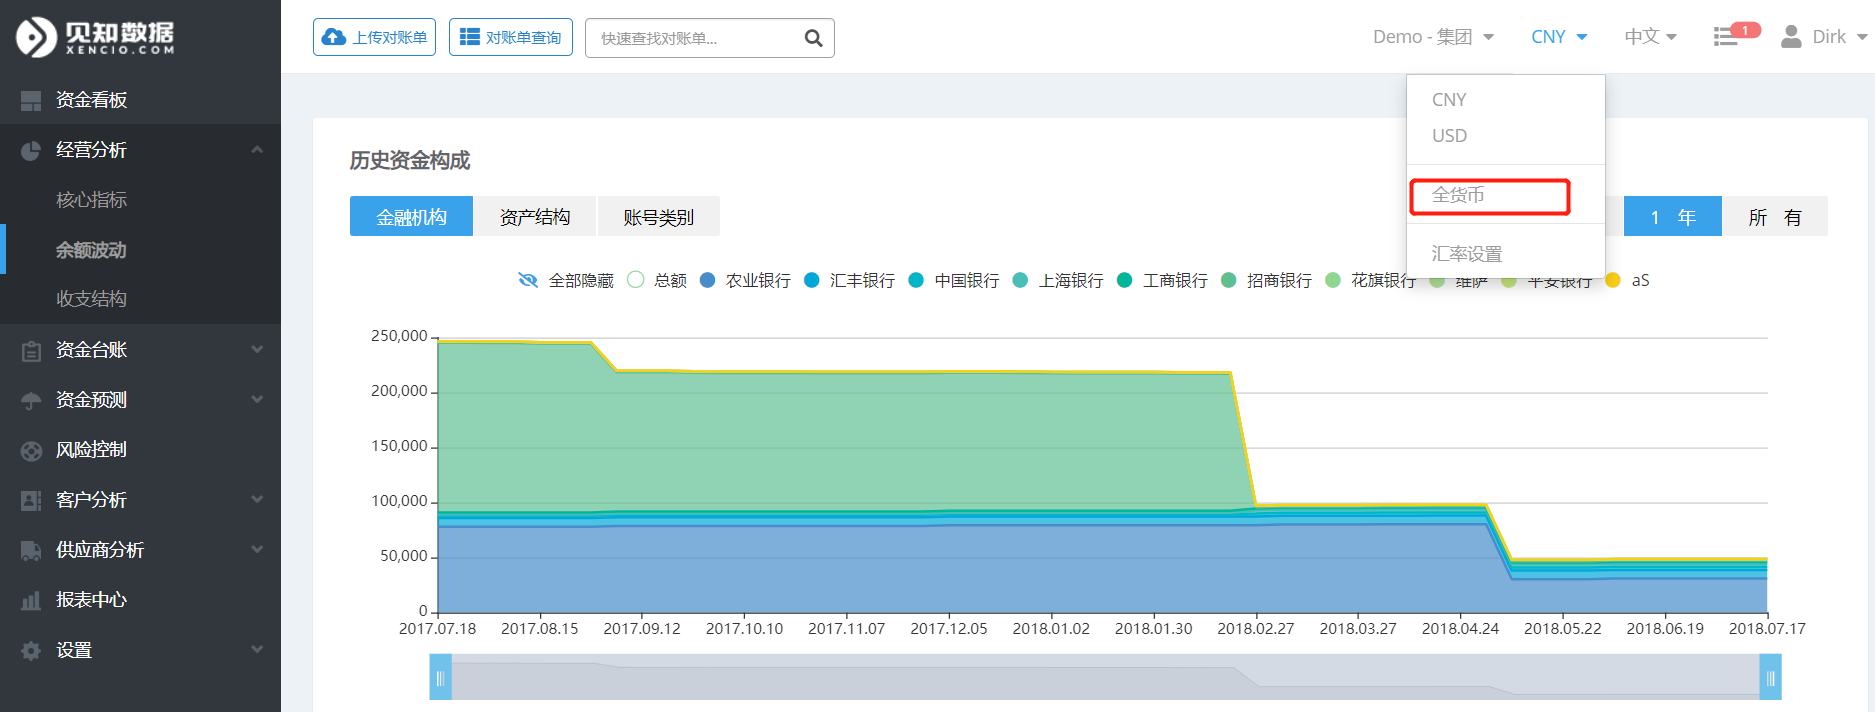 贝知数据
XENCIO.COM
上传对账单
对账单查询
快速查找对账单...
Demo - 集团
CNY
中文
1
Dirk
资金看板
经营分析
核心指标
余额波动
收支结构
资金台账
资金预测
风险控制
客户分析
供应商分析
报表中心
设置
CNY
USD
全货币
汇率设置
历史资金构成
金融机构
资产结构
账号类别
1 年
所 有
全部隐藏
总额
农业银行
汇丰银行
中国银行
上海银行
工商银行
招商银行
花旗银行
维萨
平安银行
aS
250,000
200,000
150,000
100,000
50,000
0
2017.07.18
2017.08.15
2017.09.12
2017.10.10
2017.11.07
2017.12.05
2018.01.02
2018.01.30
2018.02.27
2018.03.27
2018.04.24
2018.05.22
2018.06.19
2018.07.17